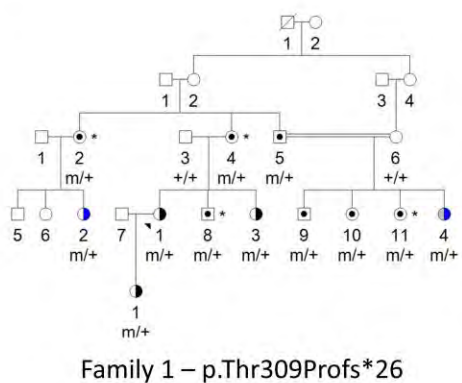 1 2
1 2 3 4
1 2 * 3 4 * 5 6
m/+ +/+ m/+ m/+ +/+
5 6 2 7 1 8 * 3 9 10 11 * 4
m/+ m/+ m/+ m/+ m/+ m/+ m/+ m/+
1
m/+
Family 1 – p.Thr309Profs*26